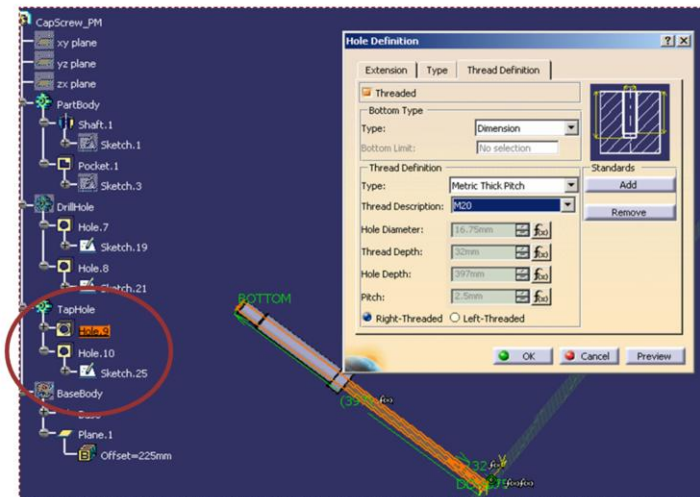 CapScrew_PM
xy plane
yz plane
zx plane
PartBody
Shaft.1
Sketch.1
Pocket.1
Sketch.3
DrillHole
Hole.7
Sketch.19
Hole.8
Sketch.21
TapHole
Hole.9
Hole.10
Sketch.25
BaseBody
Base
Plane.1
Offset=225mm
BOTTOM
Hole Definition
Extension Type Thread Definition
Threaded
Bottom Type
Type: Dimension
Bottom Limit: No selection
Thread Definition
Type: Metric Thick Pitch
Thread Description: M20
Hole Diameter: 16.75mm f(x)
Thread Depth: 32mm f(x)
Hole Depth: 397mm f(x)
Pitch: 2.5mm f(x)
Right-Threaded Left-Threaded
Standards
Add
Remove
OK Cancel Preview